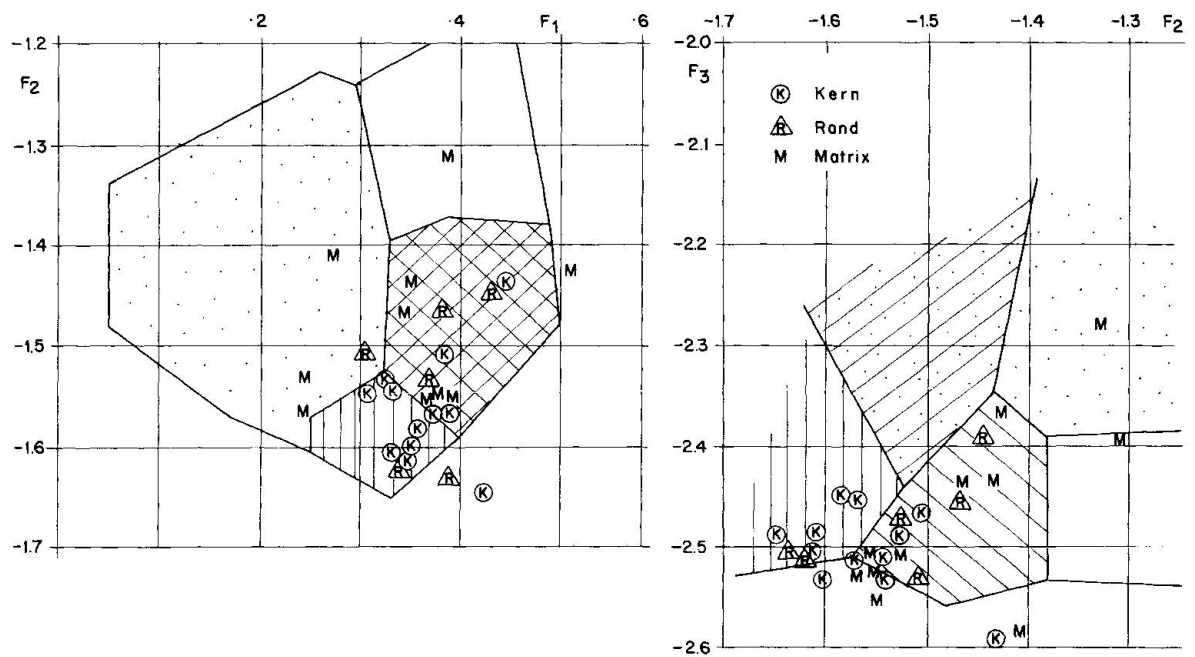 .2 .4 F1 .6
-1.2
F2
-1.3
-1.4
-1.5
-1.6
-1.7
M
M
M
M
K
R
M
R
R
K
M
K
R
K
K
M
M
M
M
K
K
K
K
K
K
R
R
K
-1.7 -1.6 -1.5 -1.4 -1.3 F2
-2.0
F3
K Kern
R Rand
M Matrix
-2.1
-2.2
-2.3
-2.4
-2.5
-2.6
M
M
R
M
M
M
R
K
K
K
R
K
K
K
R
K
R
M
M
K
K
M
M
M
K
K
R
M
K
M